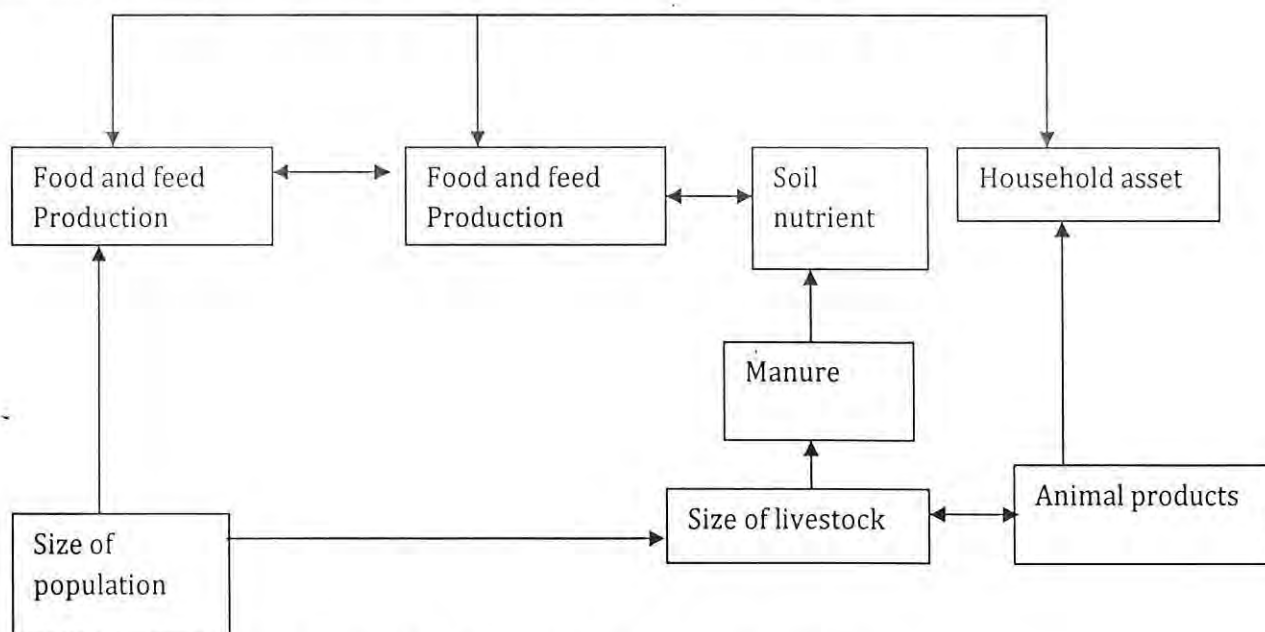 Food and feed
Production
Food and feed
Production
Soil
nutrient
Household asset
Manure
Size of livestock
Animal products
Size of
population